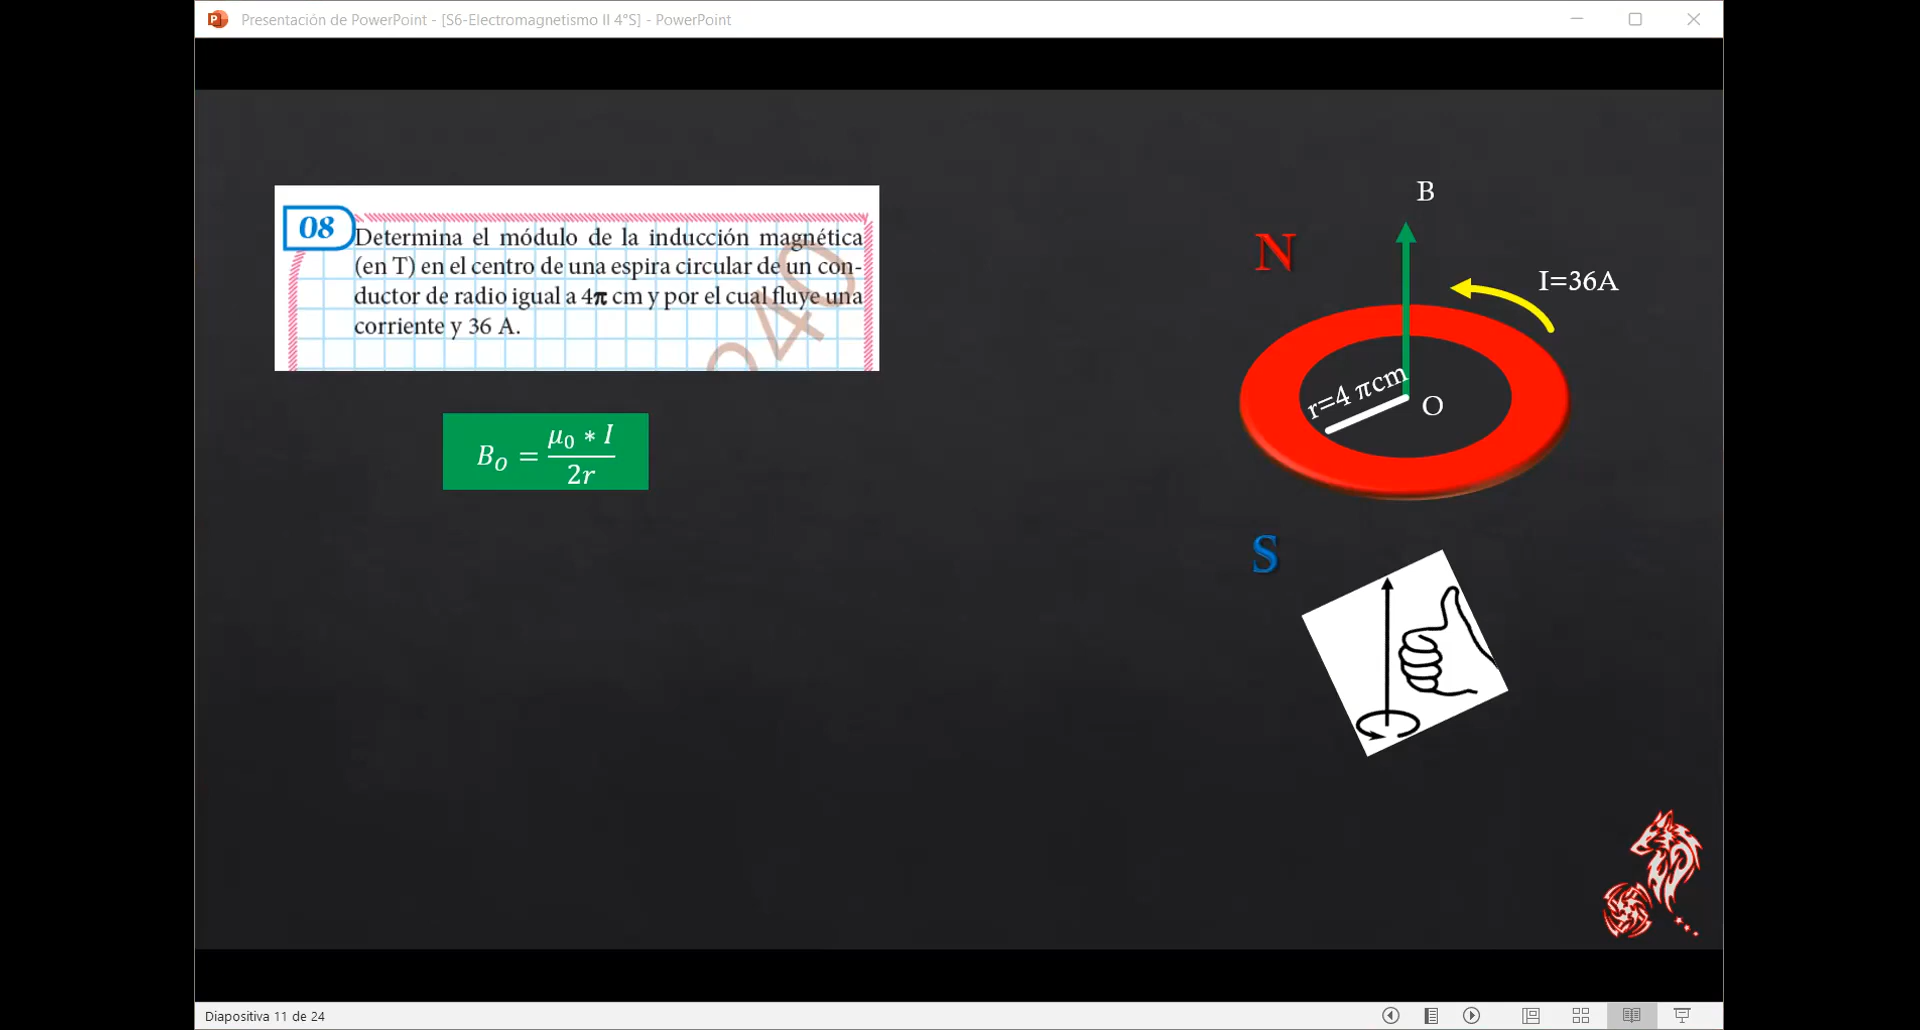 Presentación de PowerPoint - [S6-Electromagnetismo II 4°S] - PowerPoint
08
Determina el módulo de la inducción magnética
(en T) en el centro de una espira circular de un con-
ductor de radio igual a 4π cm y por el cual fluye una
corriente y 36 A.
240
B_O = μ_0 * I / 2r
B
N
I=36A
r=4 πcm
O
S
Diapositiva 11 de 24